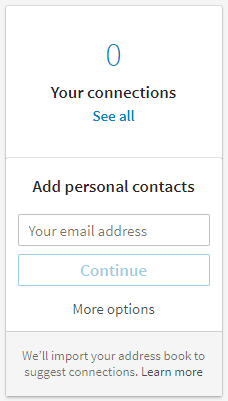 0
Your connections
See all
Add personal contacts
Your email address
Continue
More options
We'll import your address book to
suggest connections. Learn more